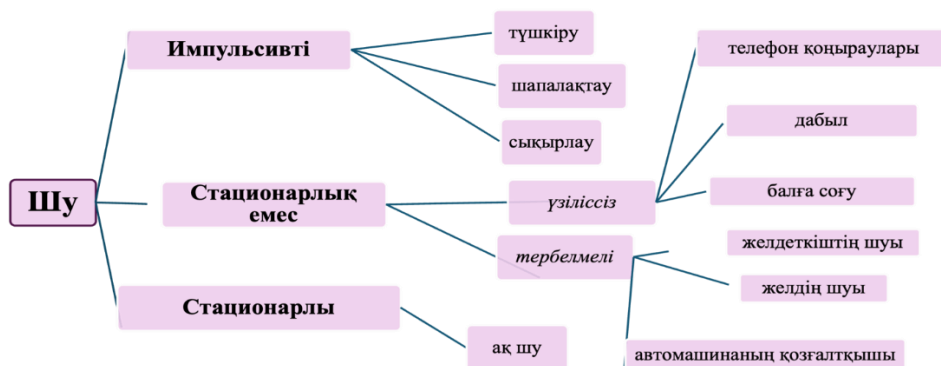 Шу
Импульсивті
түшкіру
шапалақтау
сықырлау
Стационарлық
емес
үзіліссіз
телефон қоңыраулары
дабыл
балға соғу
тербелмелі
желдеткіштің шуы
желдің шуы
автомашинаның қозғалтқышы
Стационарлы
ақ шу